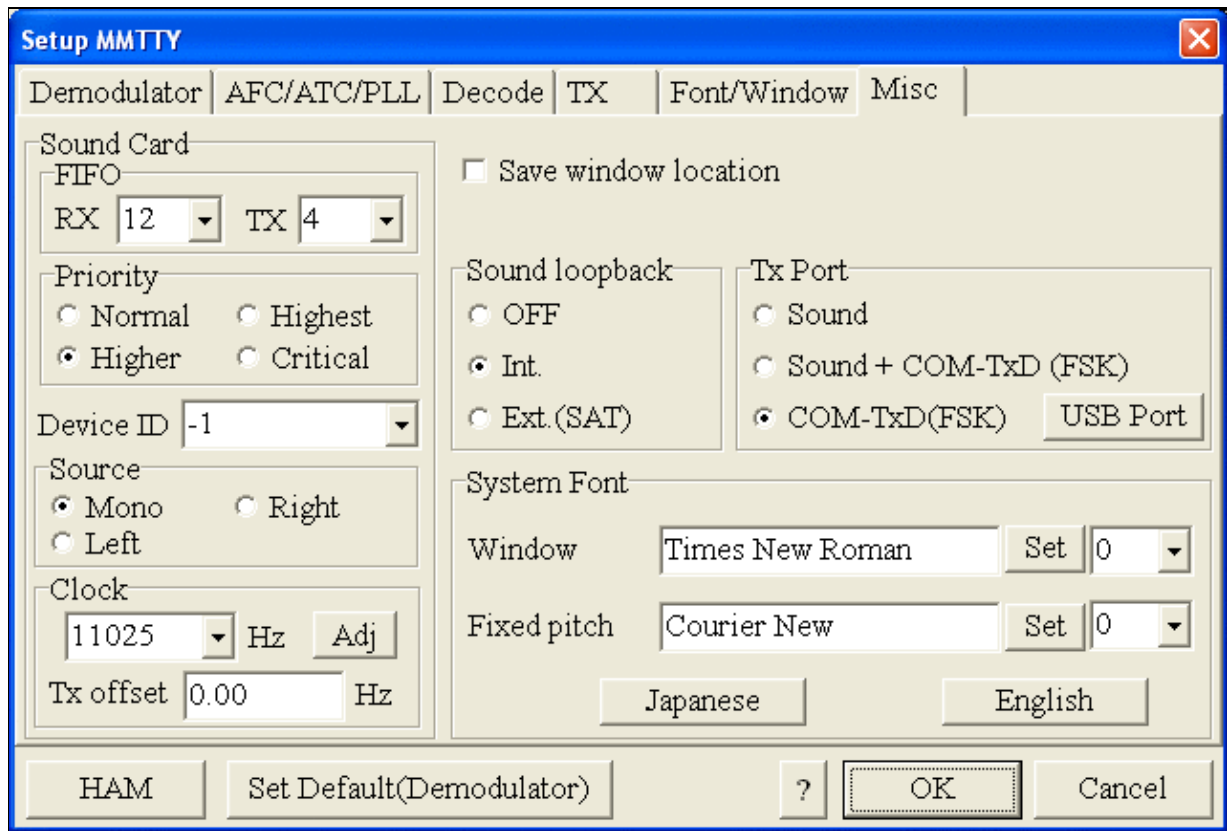 Setup MMTTY
Demodulator AFC/ATC/PLL Decode TX Font/Window Misc
Sound Card
FIFO
RX 12 TX 4
Priority
Normal Highest
Higher Critical
Device ID -1
Source
Mono Right
Left
Clock
11025 Hz Adj
Tx offset 0.00 Hz
Save window location
Sound loopback
OFF
Int.
Ext.(SAT)
Tx Port
Sound
Sound + COM-TxD (FSK)
COM-TxD(FSK) USB Port
System Font
Window Times New Roman Set 0
Fixed pitch Courier New Set 0
Japanese English
HAM Set Default(Demodulator) ? OK Cancel